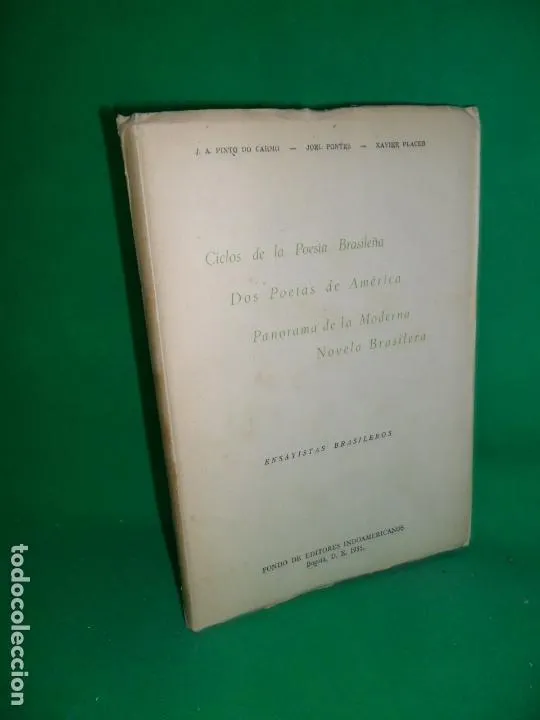 J. A. PINTO DO CARMO — JOEL PONTES — XAVIER PLACER
Ciclos de la Poesía Brasileña
Dos Poetas de América
Panorama de la Moderna
Novela Brasilera
ENSAYISTAS BRASILEROS
FONDO DE EDITORES INDOAMERICANOS
Bogotá, D. E. 1956.
todocoleccion